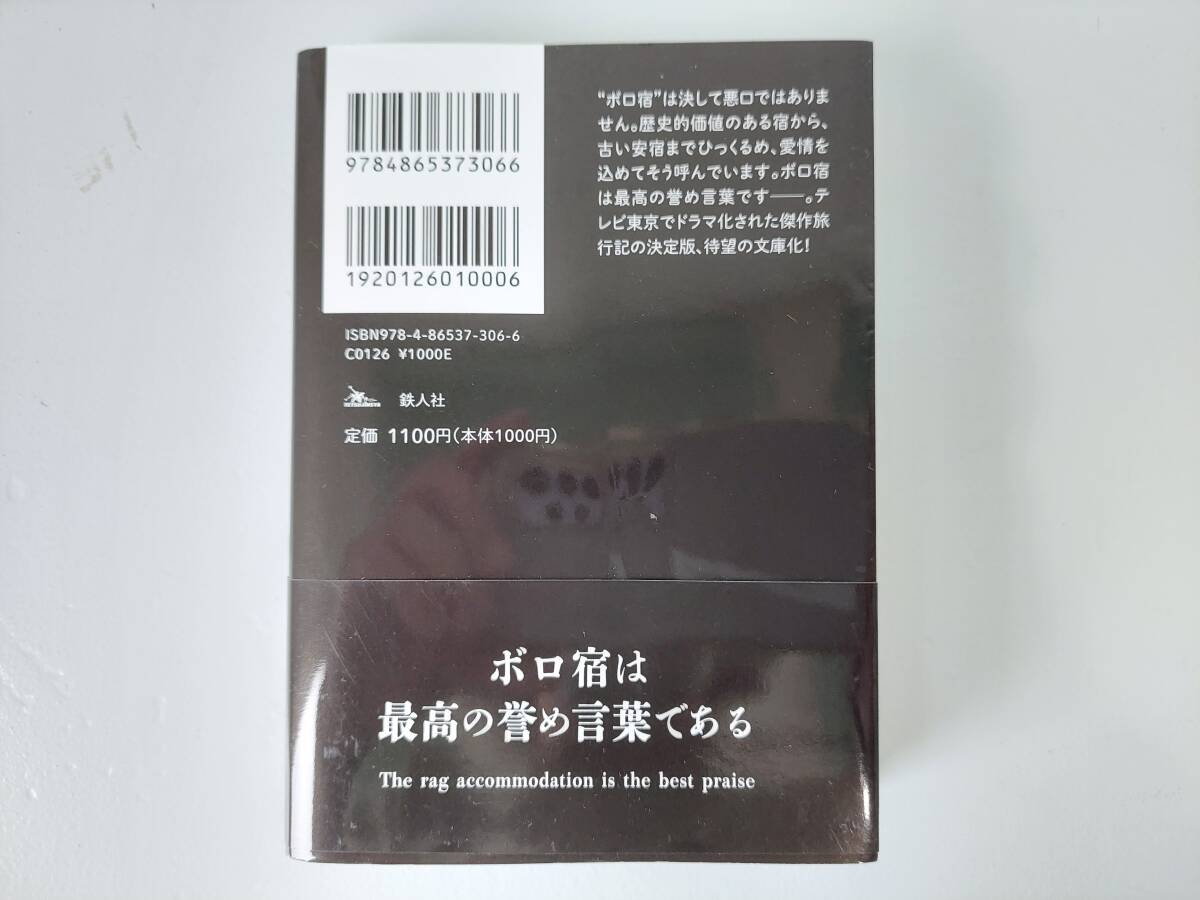 9784865373066
1920126010006
ISBN978-4-86537-306-6
C0126 ¥1000E
鉄人社
定価 1100円(本体1000円)
"ボロ宿"は決して悪口ではありま
せん。歴史的価値のある宿から、
古い安宿までひっくるめ、愛情を
込めてそう呼んでいます。ボロ宿
は最高の誉め言葉です――。テ
レビ東京でドラマ化された傑作旅
行記の決定版、待望の文庫化!
ボロ宿は
最高の誉め言葉である
The rag accommodation is the best praise